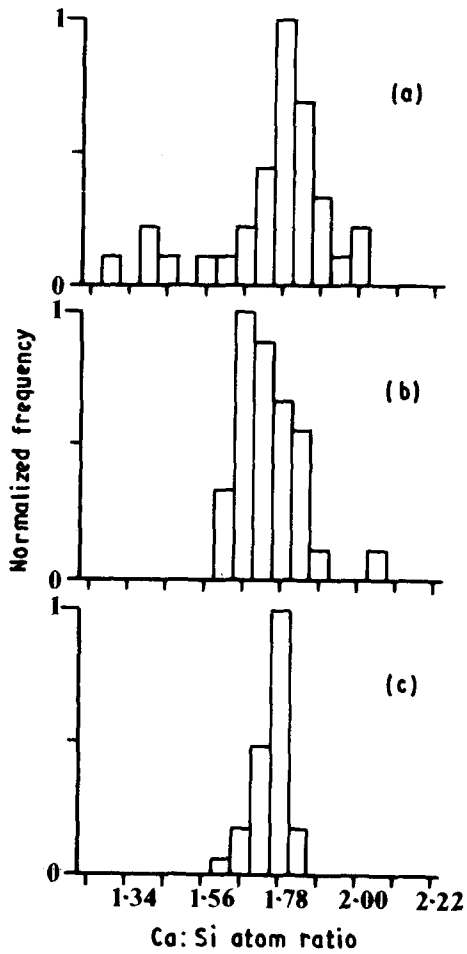 1
(a)
0
1
(b)
0
1
(c)
0
Normalized frequency
1·34 1·56 1·78 2·00 2·22
Ca: Si atom ratio